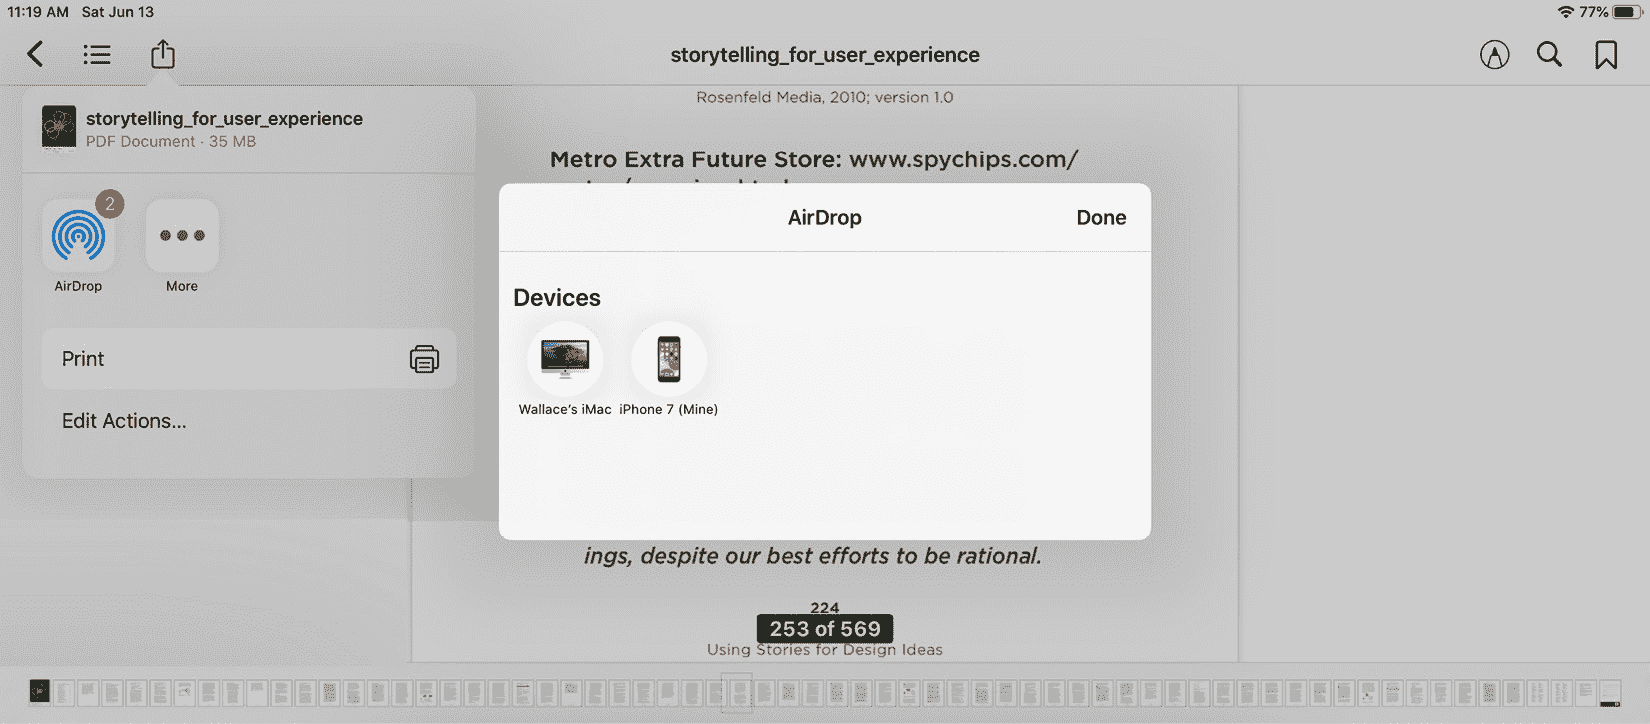 11:19 AM Sat Jun 13
77%
storytelling_for_user_experience
storytelling_for_user_experience
PDF Document · 35 MB
2
AirDrop
More
Print
Edit Actions...
Rosenfeld Media, 2010; version 1.0
Metro Extra Future Store: www.spychips.com/
AirDrop
Done
Devices
Wallace's iMac
iPhone 7 (Mine)
ings, despite our best efforts to be rational.
224
253 of 569
Using Stories for Design Ideas